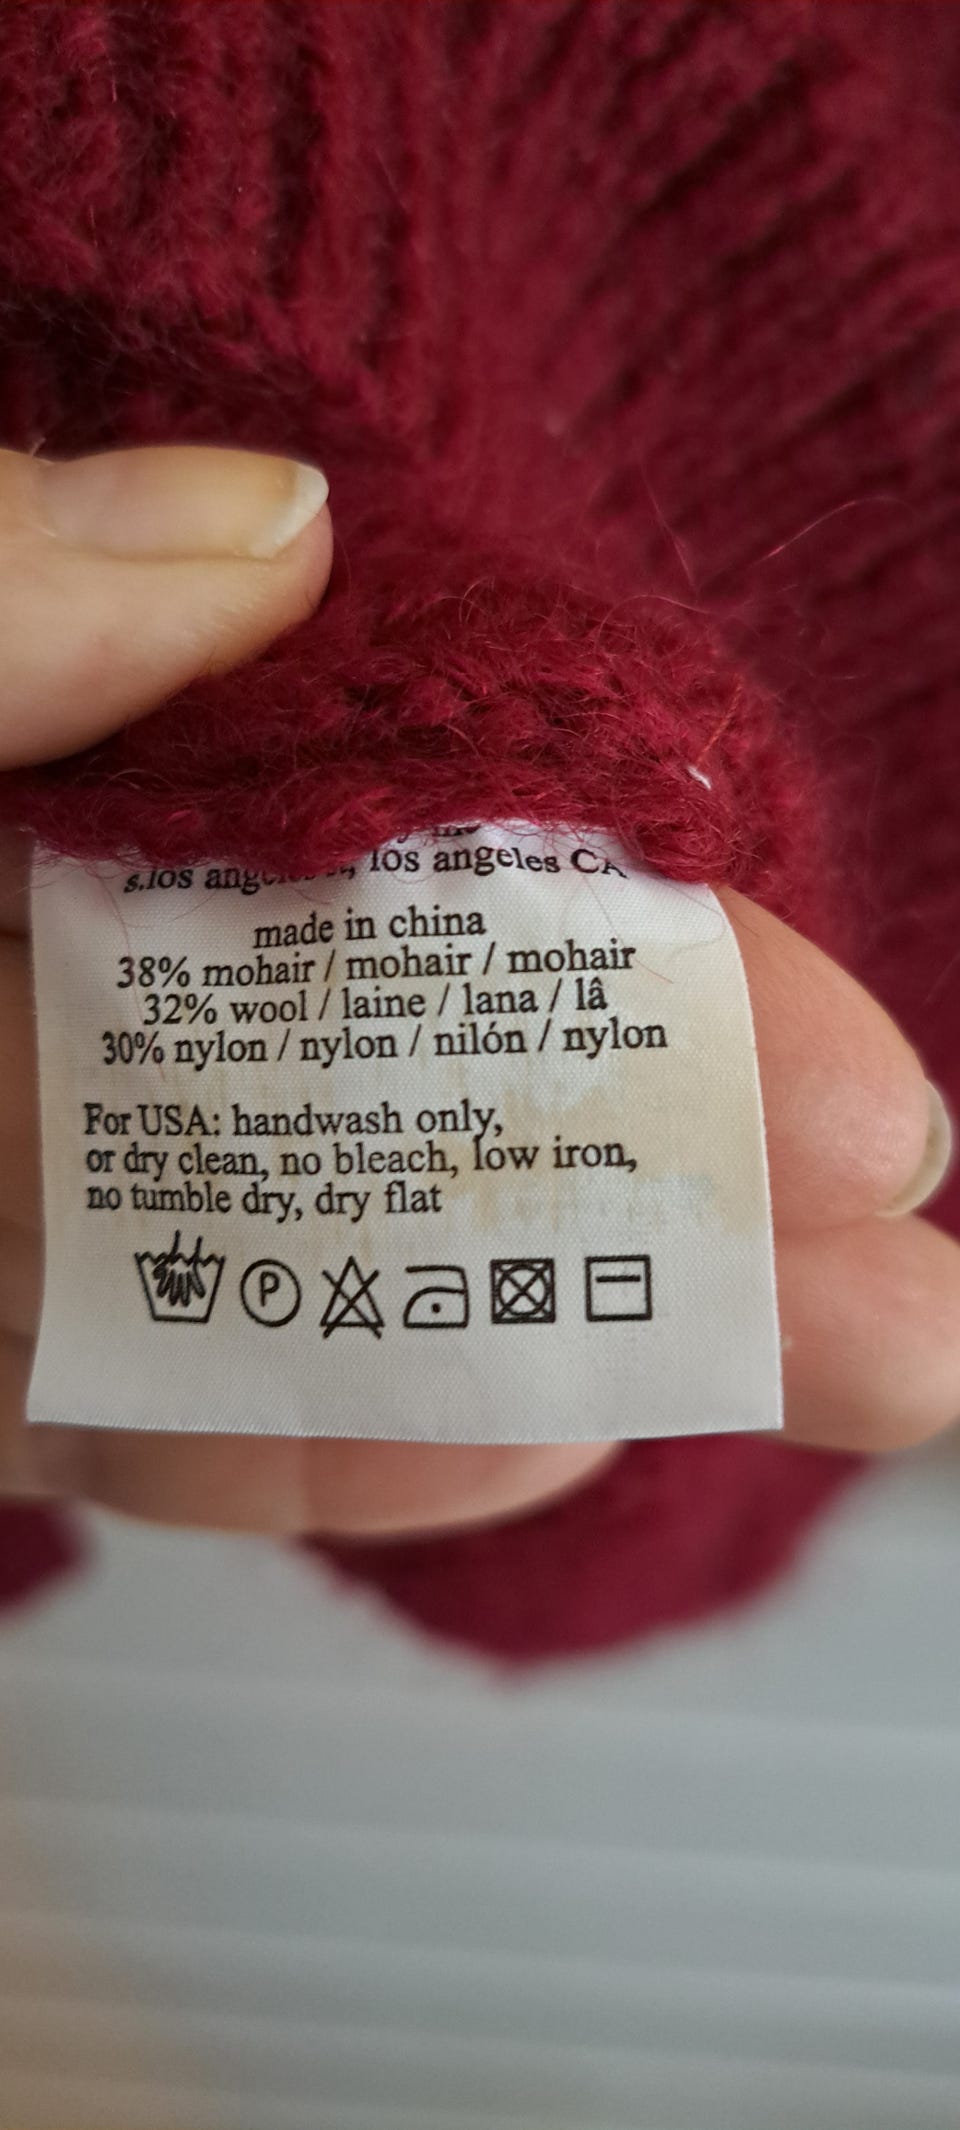 s.los los angeles CA
made in china
38% mohair / mohair / mohair
32% wool / laine / lana / lâ
30% nylon / nylon / nilón / nylon
For USA: handwash only,
or dry clean, no bleach, low iron,
no tumble dry, dry flat
P